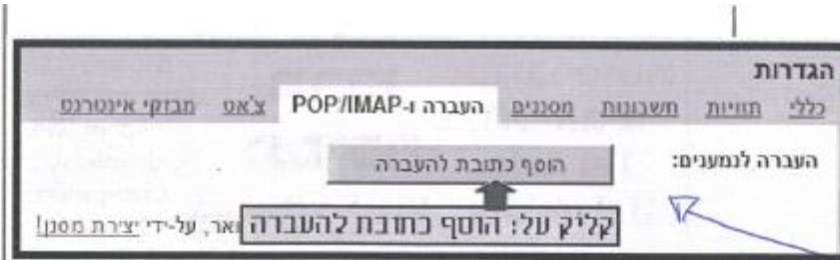 הגדרות
כללי תוויות חשבונות מסננים העברה ו-POP/IMAP צ'אט מבזקי אינטרנט
העברה לנמענים: הוסף כתובת להעברה
קליק על: הוסף כתובת להעברה ואר, על-ידי יצירת מסנן!